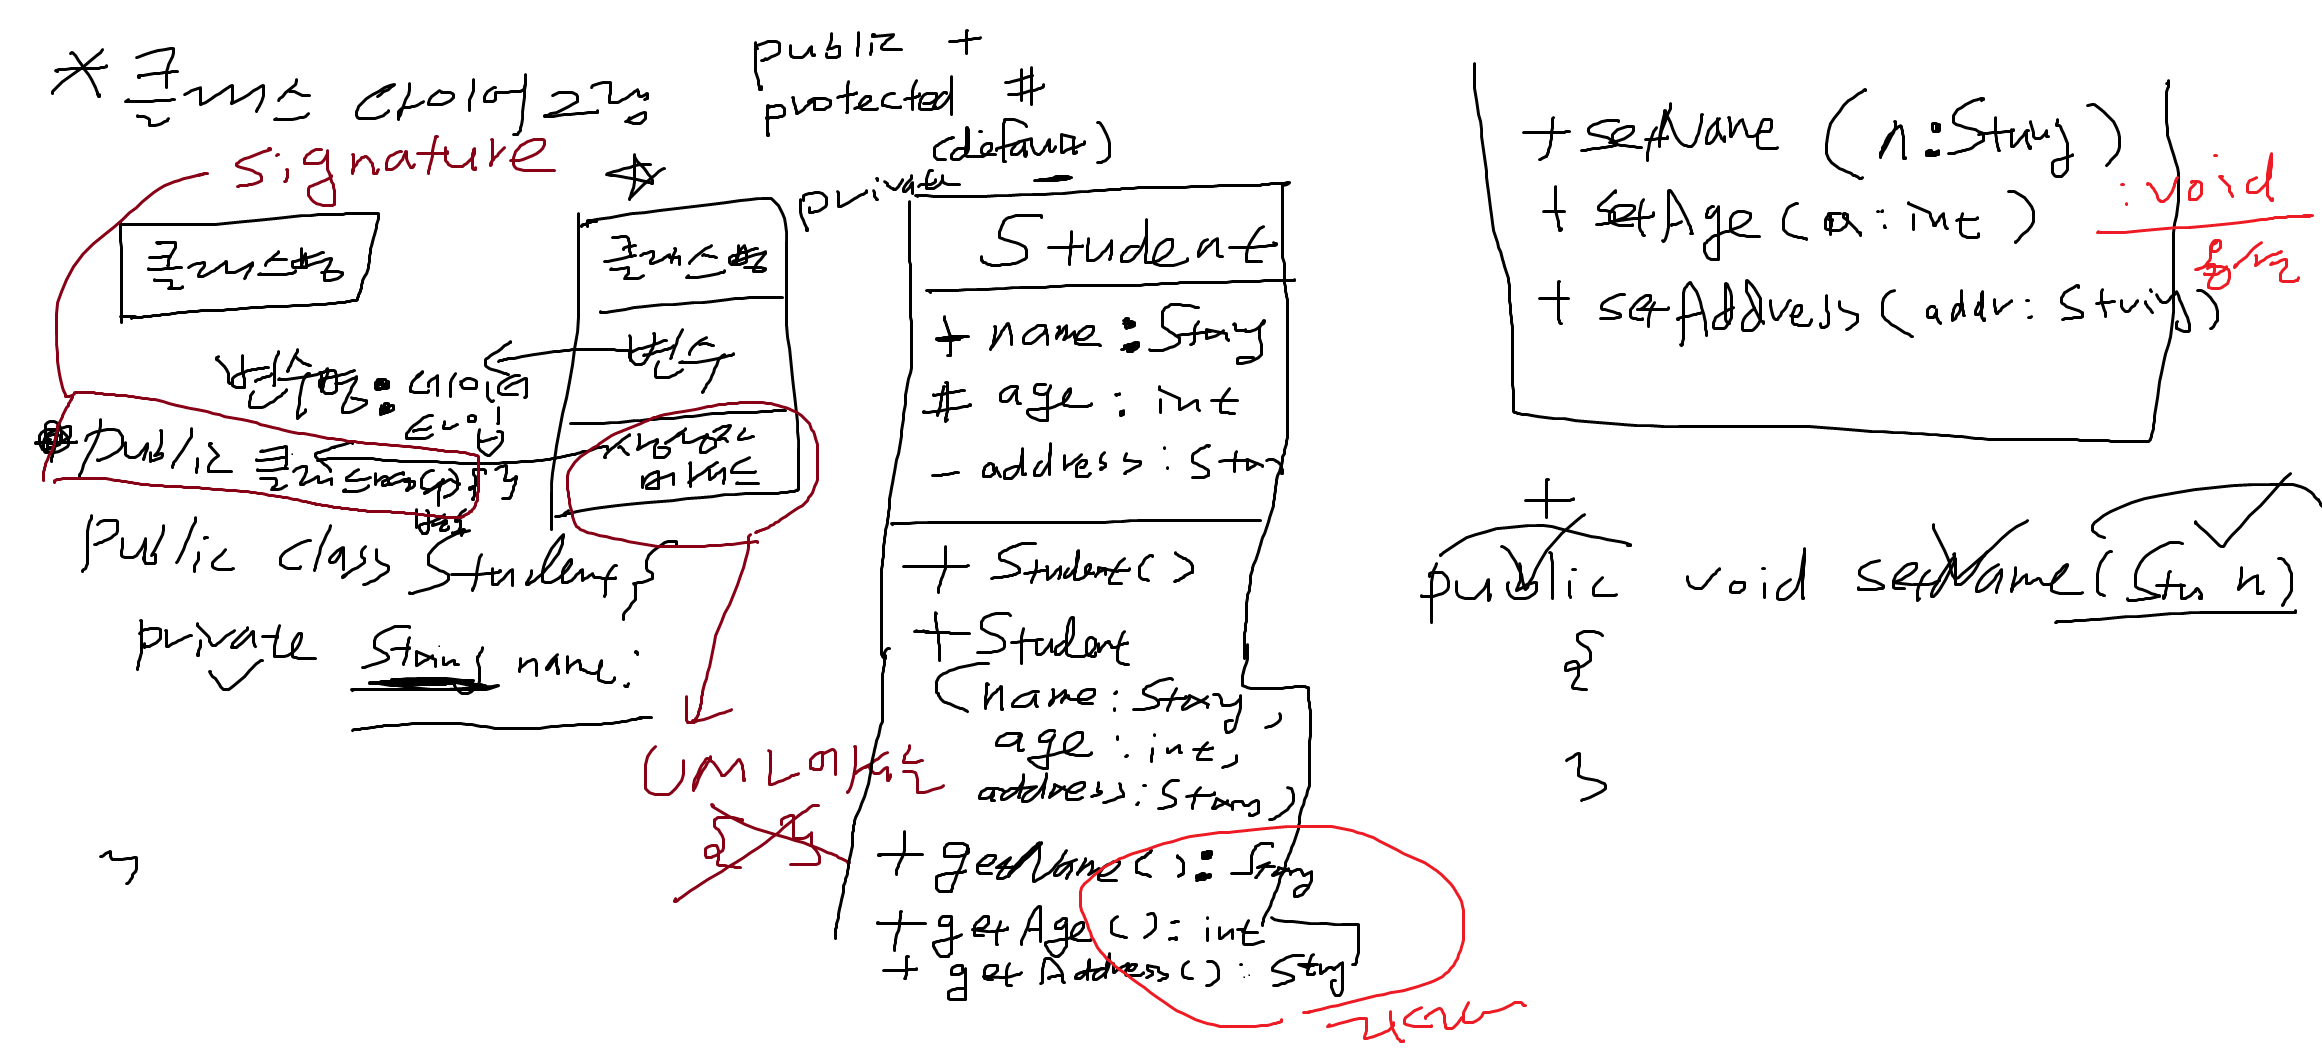 * 클래스 다이어그램
signature
public +
protected #
(default)
private -
클래스명
클래스명
변수
변수명 : 데이터
타입
생성자
메서드
public 클래스명(){}
변수
Public class Student {
private String name;
}
UML에서는
{ }
Student
+ name : String
# age : int
- address : String
+ Student()
+ Student
(name : String,
age : int,
address : String)
+ getName() : String
+ getAge() : int
+ getAddress() : String
+ setName (n : String)
: void
+ setAge (a : int)
생략
+ setAddress (addr : String)
+
public void setName (Str n)
{
}